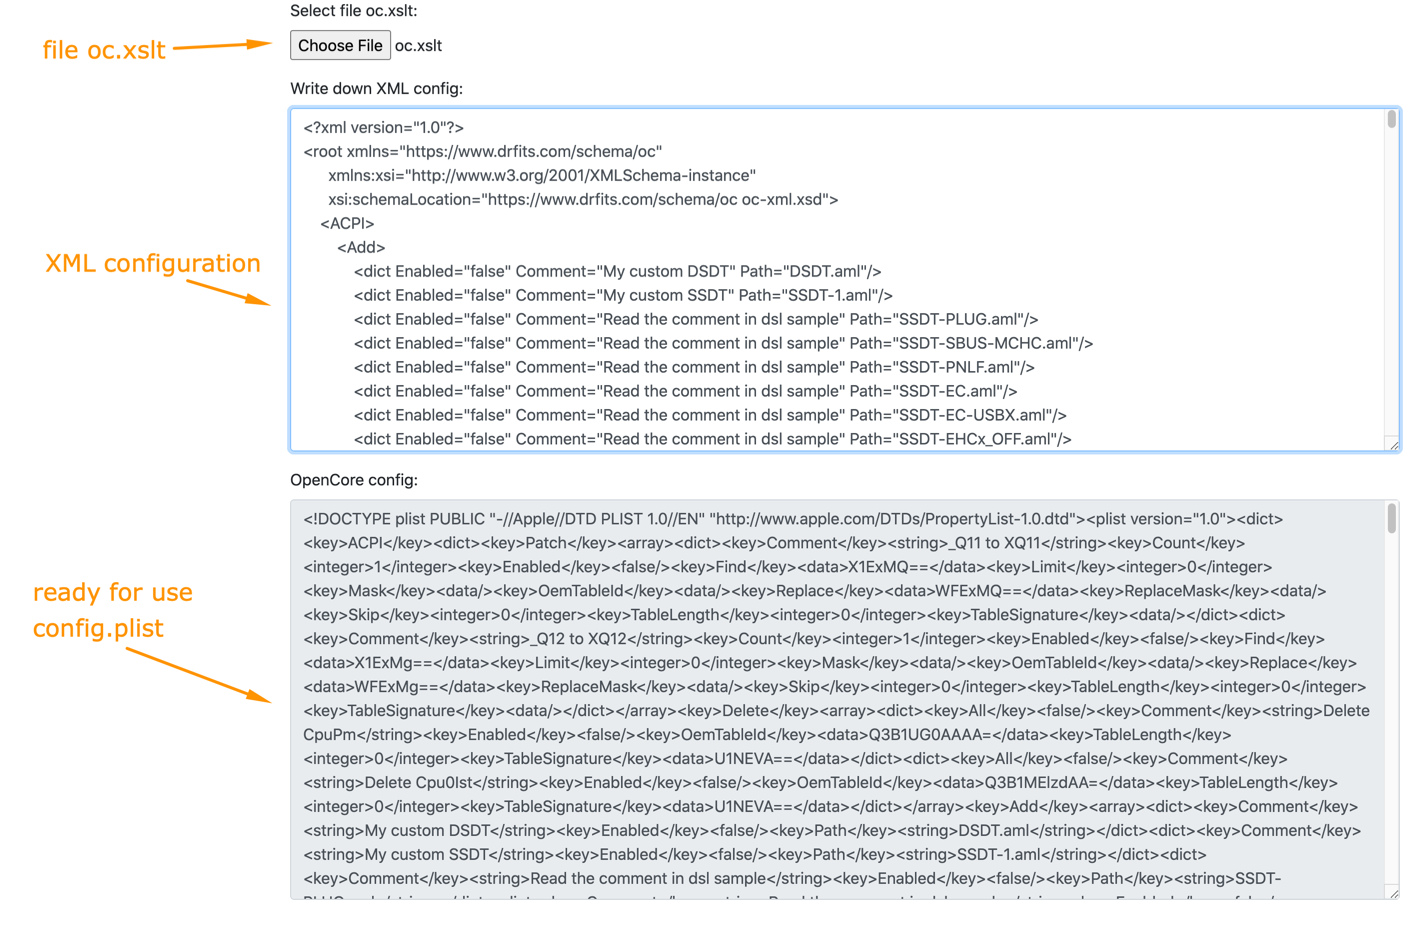 Select file oc.xslt:
file oc.xslt
Choose File oc.xslt
Write down XML config:
<?xml version="1.0"?>
<root xmlns="https://www.drfits.com/schema/oc"
xmlns:xsi="http://www.w3.org/2001/XMLSchema-instance"
xsi:schemaLocation="https://www.drfits.com/schema/oc oc-xml.xsd">
<ACPI>
<Add>
XML configuration
<dict Enabled="false" Comment="My custom DSDT" Path="DSDT.aml"/>
<dict Enabled="false" Comment="My custom SSDT" Path="SSDT-1.aml"/>
<dict Enabled="false" Comment="Read the comment in dsl sample" Path="SSDT-PLUG.aml"/>
<dict Enabled="false" Comment="Read the comment in dsl sample" Path="SSDT-SBUS-MCHC.aml"/>
<dict Enabled="false" Comment="Read the comment in dsl sample" Path="SSDT-PNLF.aml"/>
<dict Enabled="false" Comment="Read the comment in dsl sample" Path="SSDT-EC.aml"/>
<dict Enabled="false" Comment="Read the comment in dsl sample" Path="SSDT-EC-USBX.aml"/>
<dict Enabled="false" Comment="Read the comment in dsl sample" Path="SSDT-EHCx_OFF.aml"/>
OpenCore config:
<!DOCTYPE plist PUBLIC "-//Apple//DTD PLIST 1.0//EN" "http://www.apple.com/DTDs/PropertyList-1.0.dtd"><plist version="1.0"><dict>
<key>ACPI</key><dict><key>Patch</key><array><dict><key>Comment</key><string>_Q11 to XQ11</string><key>Count</key>
<integer>1</integer><key>Enabled</key><false/><key>Find</key><data>X1ExMQ==</data><key>Limit</key><integer>0</integer>
<key>Mask</key><data/><key>OemTableId</key><data/><key>Replace</key><data>WFExMQ==</data><key>ReplaceMask</key><data/>
<key>Skip</key><integer>0</integer><key>TableLength</key><integer>0</integer><key>TableSignature</key><data/></dict><dict>
<key>Comment</key><string>_Q12 to XQ12</string><key>Count</key><integer>1</integer><key>Enabled</key><false/><key>Find</key>
<data>X1ExMg==</data><key>Limit</key><integer>0</integer><key>Mask</key><data/><key>OemTableId</key><data/><key>Replace</key>
<data>WFExMg==</data><key>ReplaceMask</key><data/><key>Skip</key><integer>0</integer><key>TableLength</key><integer>0</integer>
<key>TableSignature</key><data/></dict></array><key>Delete</key><array><dict><key>All</key><false/><key>Comment</key><string>Delete
CpuPm</string><key>Enabled</key><false/><key>OemTableId</key><data>Q3B1UG0AAAA=</data><key>TableLength</key>
<integer>0</integer><key>TableSignature</key><data>U1NEVA==</data></dict><dict><key>All</key><false/><key>Comment</key>
<string>Delete Cpu0Ist</string><key>Enabled</key><false/><key>OemTableId</key><data>Q3B1MElzdAA=</data><key>TableLength</key>
<integer>0</integer><key>TableSignature</key><data>U1NEVA==</data></dict></array><key>Add</key><array><dict><key>Comment</key>
<string>My custom DSDT</string><key>Enabled</key><false/><key>Path</key><string>DSDT.aml</string></dict><dict><key>Comment</key>
<string>My custom SSDT</string><key>Enabled</key><false/><key>Path</key><string>SSDT-1.aml</string></dict><dict>
<key>Comment</key><string>Read the comment in dsl sample</string><key>Enabled</key><false/><key>Path</key><string>SSDT-
ready for use
config.plist